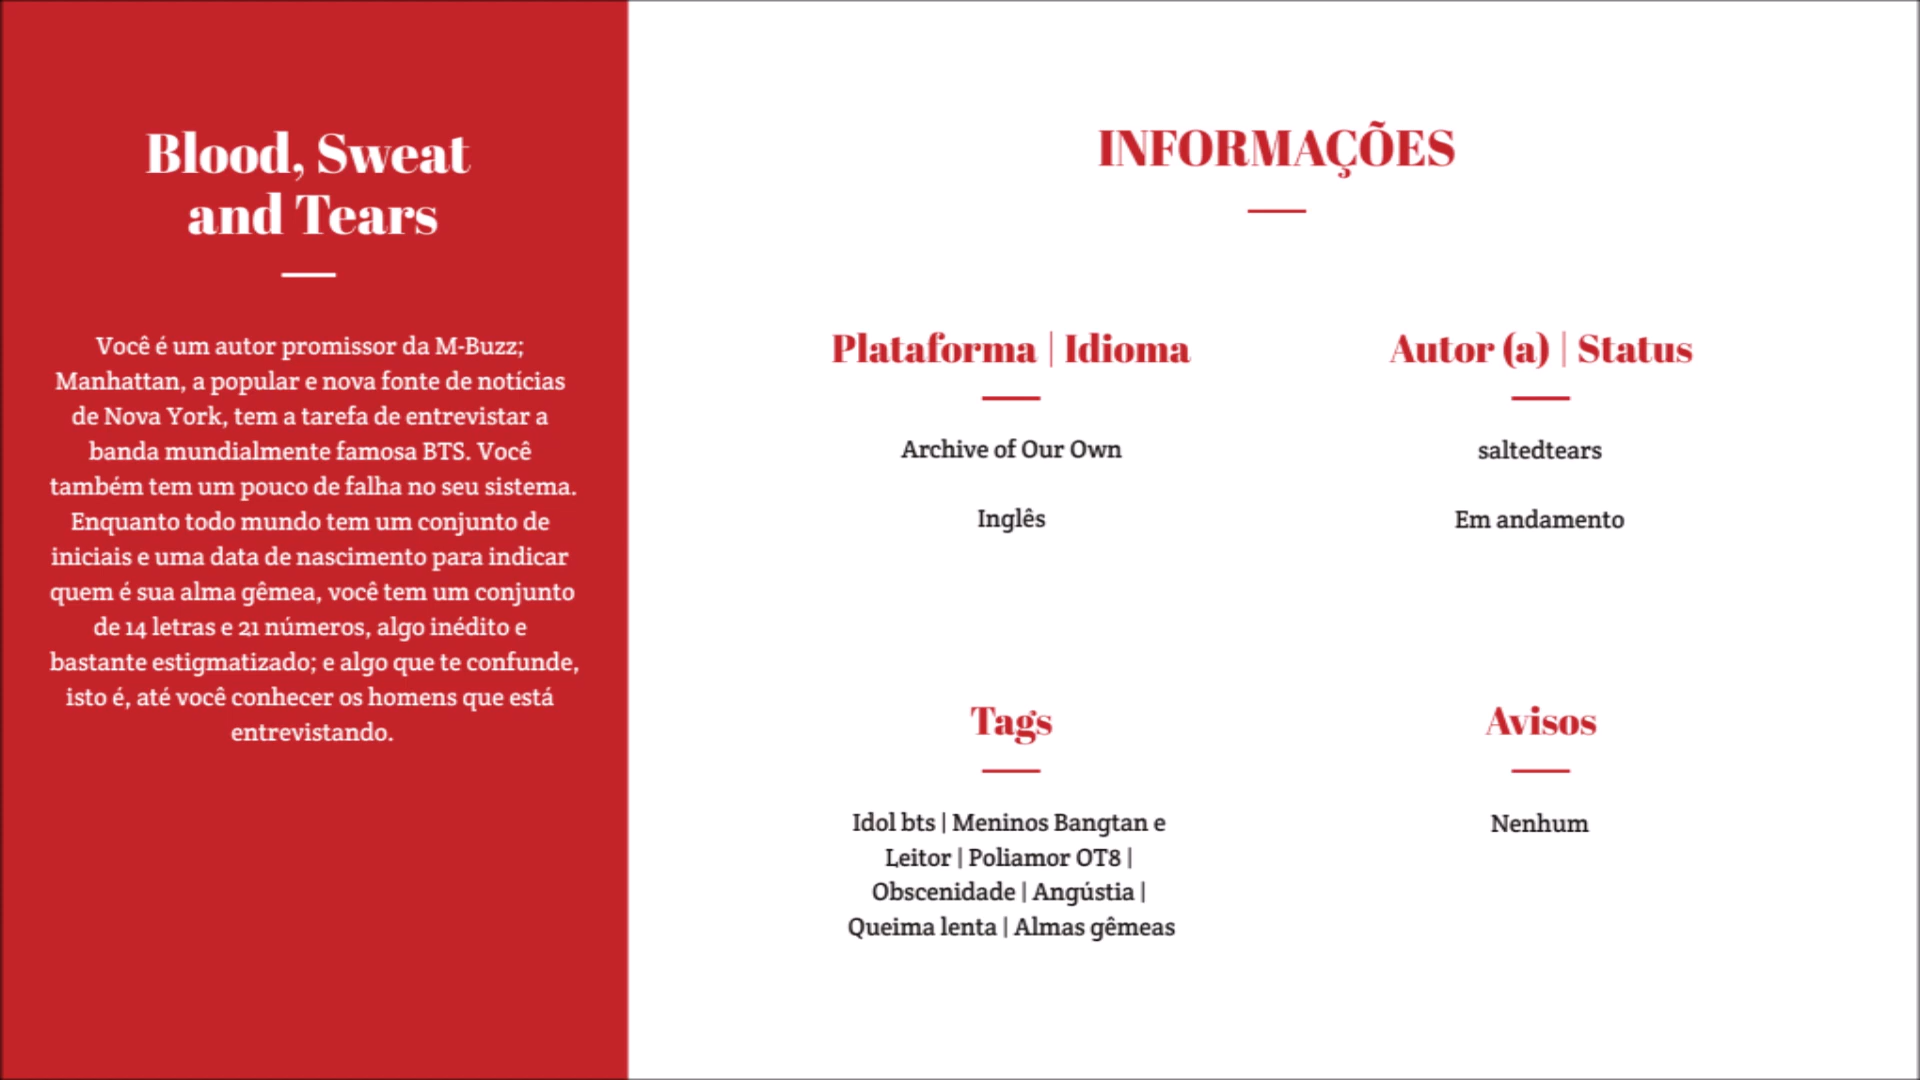 Blood, Sweat
and Tears
Você é um autor promissor da M-Buzz;
Manhattan, a popular e nova fonte de notícias
de Nova York, tem a tarefa de entrevistar a
banda mundialmente famosa BTS. Você
também tem um pouco de falha no seu sistema.
Enquanto todo mundo tem um conjunto de
iniciais e uma data de nascimento para indicar
quem é sua alma gêmea, você tem um conjunto
de 14 letras e 21 números, algo inédito e
bastante estigmatizado; e algo que te confunde,
isto é, até você conhecer os homens que está
entrevistando.
INFORMAÇÕES
Plataforma | Idioma
Archive of Our Own
Inglês
Autor (a) | Status
saltedtears
Em andamento
Tags
Idol bts | Meninos Bangtan e
Leitor | Poliamor OT8 |
Obscenidade | Angústia |
Queima lenta | Almas gêmeas
Avisos
Nenhum